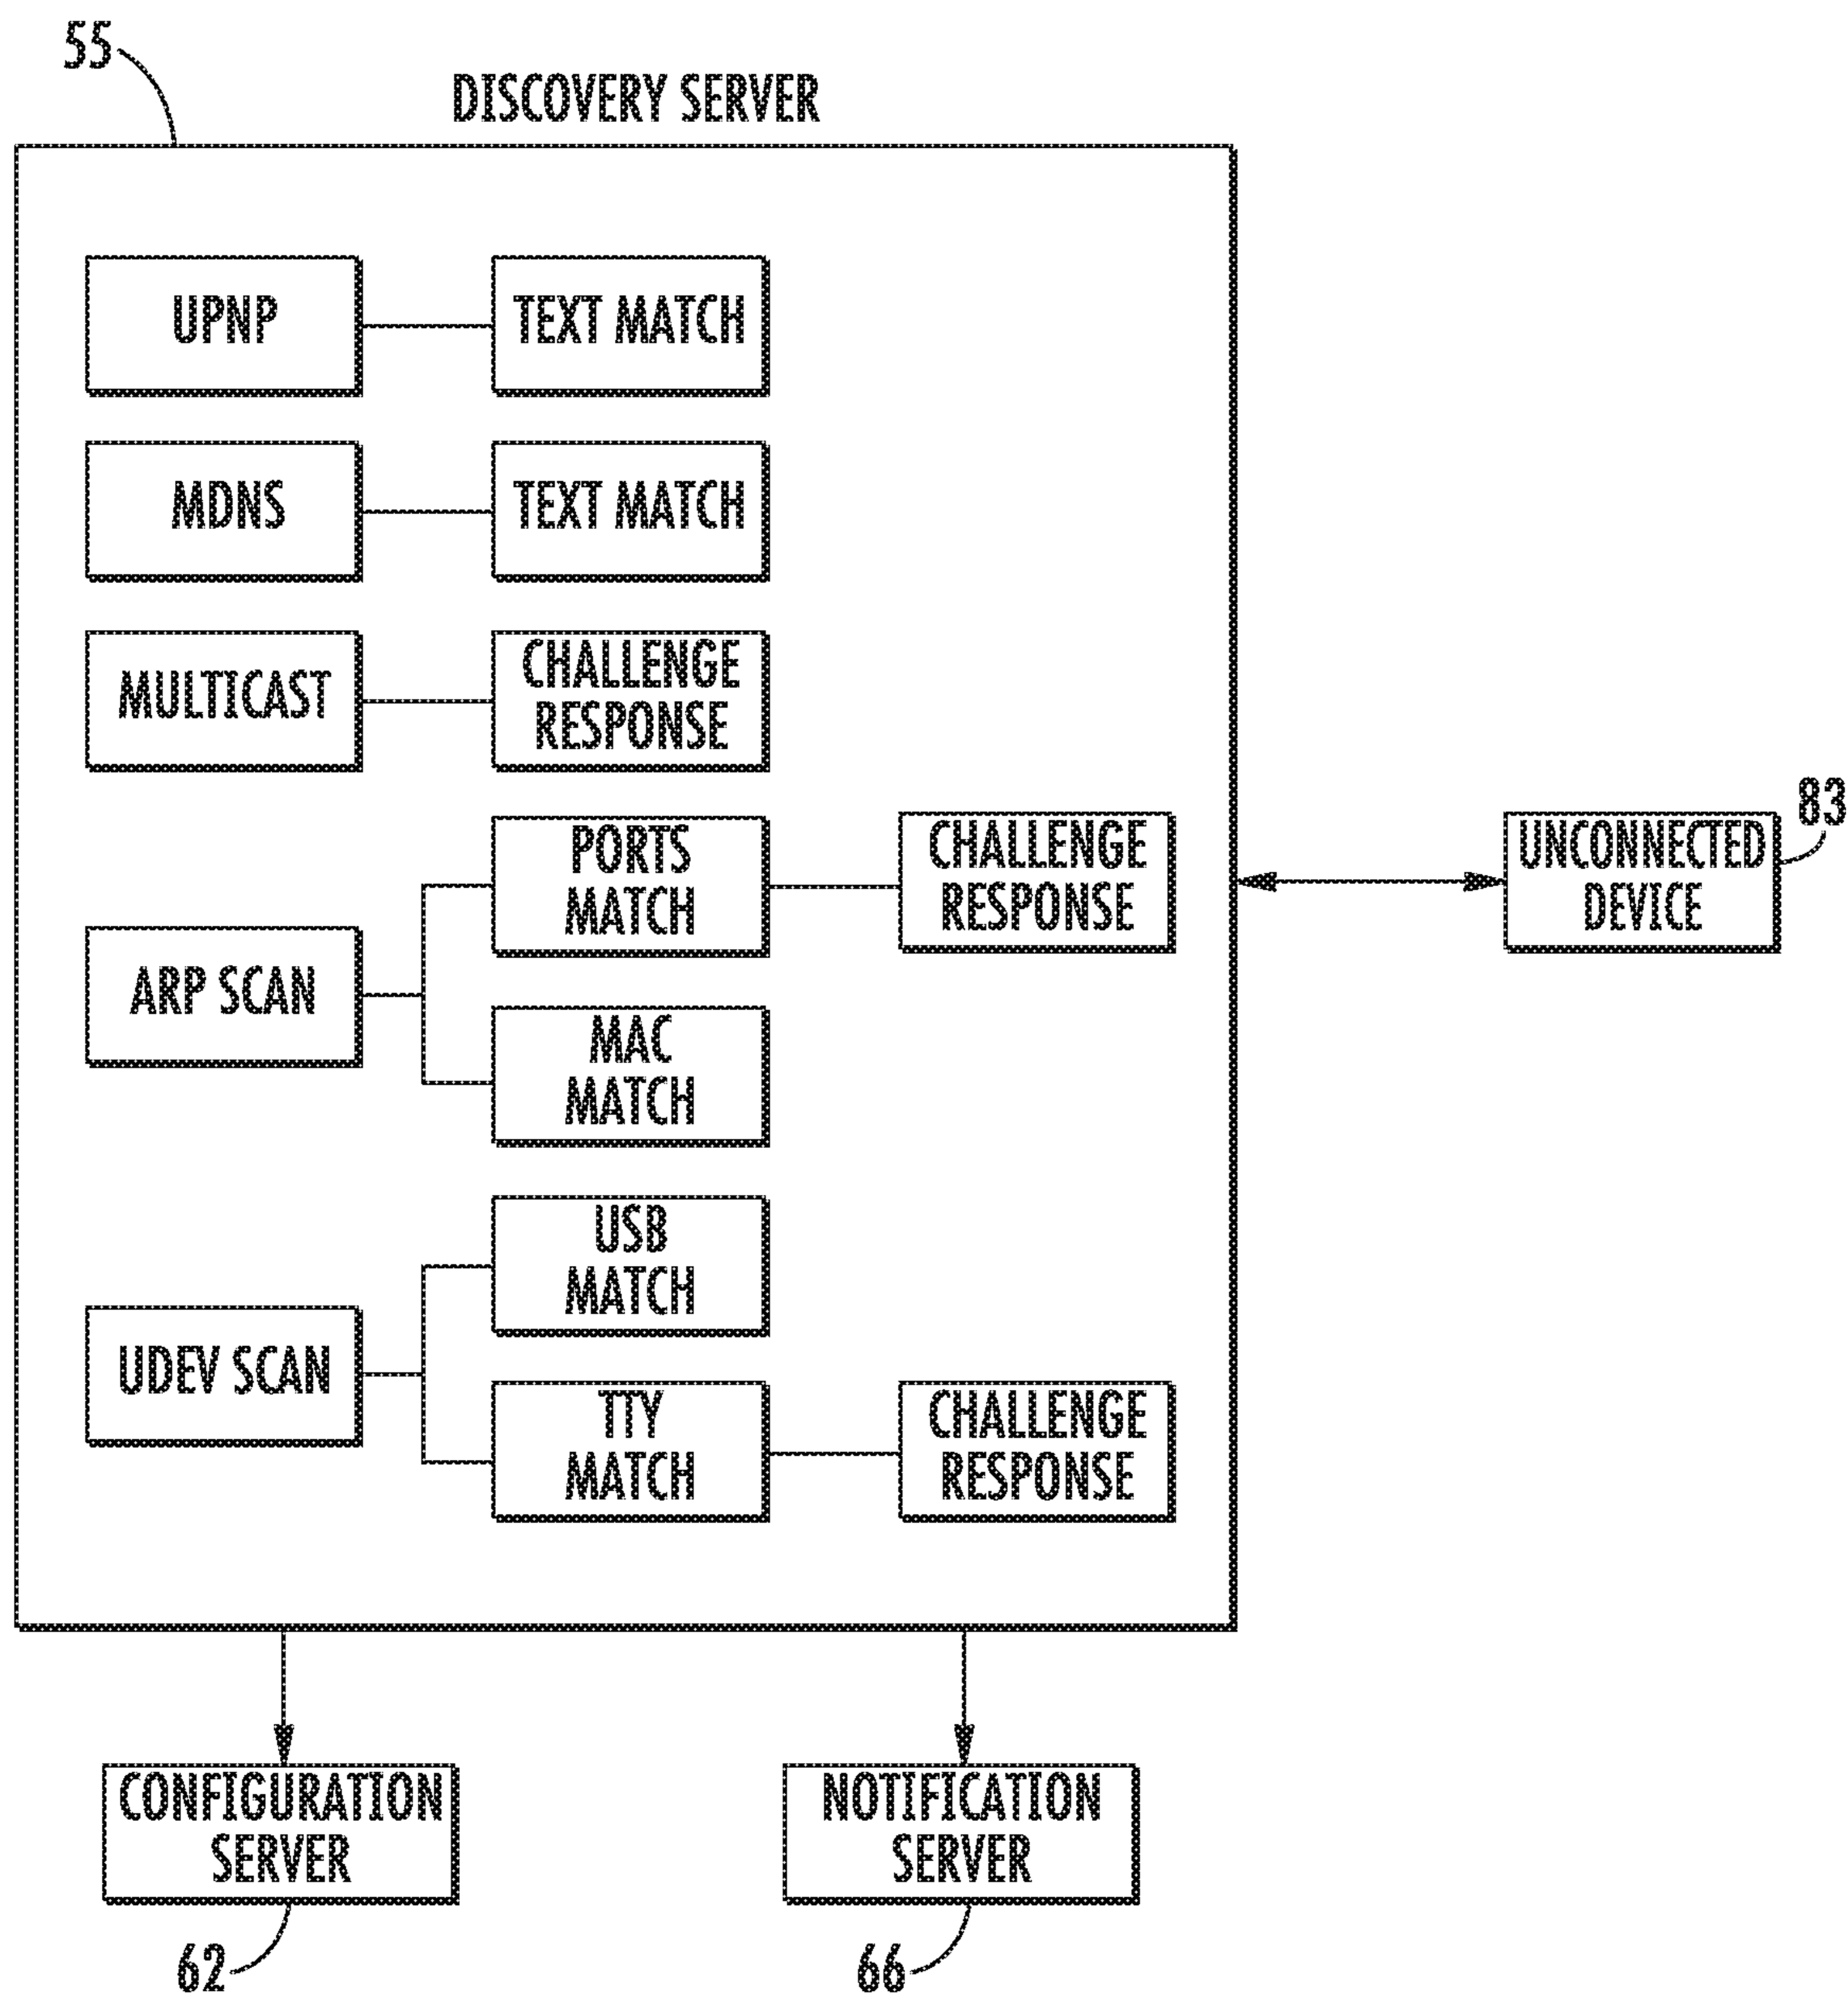 55
DISCOVERY SERVER
UPNP
TEXT MATCH
MDNS
TEXT MATCH
MULTICAST
CHALLENGE
RESPONSE
PORTS
MATCH
CHALLENGE
RESPONSE
UNCONNECTED
DEVICE
83
ARP SCAN
MAC
MATCH
USB
MATCH
UDEV SCAN
TTY
MATCH
CHALLENGE
RESPONSE
CONFIGURATION
SERVER
62
NOTIFICATION
SERVER
66